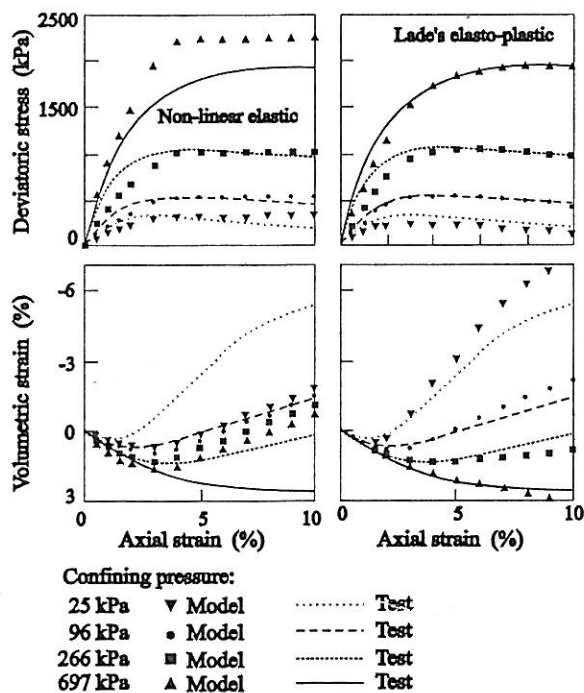 2500
Lade's elasto-plastic
Deviatoric stress (kPa)
1500
Non-linear elastic
0
-6
-3
0
3
Volumetric strain (%)
0 5 10
0 5 10
Axial strain (%)
Axial strain (%)
Confining pressure:
25 kPa ▼ Model ........ Test
96 kPa ● Model – – – Test
266 kPa ■ Model -------- Test
697 kPa ▲ Model —— Test